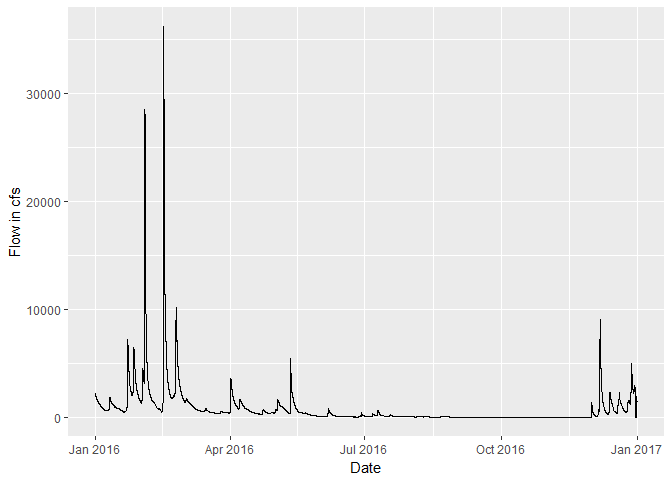 Flow in cfs
30000
20000
10000
0
Jan 2016
Apr 2016
Jul 2016
Oct 2016
Jan 2017
Date